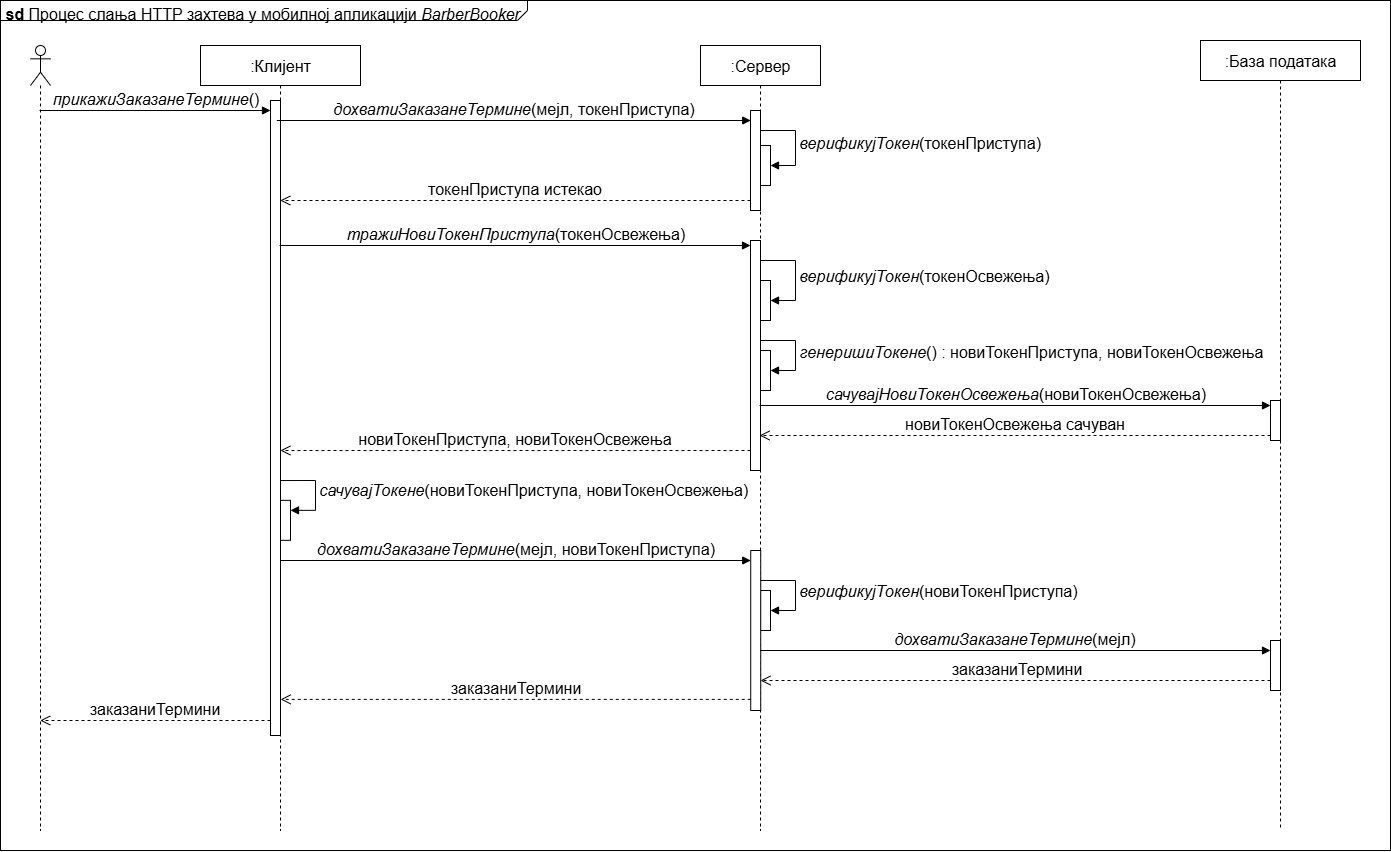 sd Процес слања HTTP захтева у мобилној апликацији BarberBooker
:Клијент
:Сервер
:База података
прикажиЗаказанеТермине()
дохватиЗаказанеТермине(мејл, токенПриступа)
верификујТокен(токенПриступа)
токенПриступа истекао
тражиНовиТокенПриступа(токенОсвежења)
верификујТокен(токенОсвежења)
генеришиТокене() : новиТокенПриступа, новиТокенОсвежења
сачувајНовиТокенОсвежења(новиТокенОсвежења)
новиТокенОсвежења сачуван
новиТокенПриступа, новиТокенОсвежења
сачувајТокене(новиТокенПриступа, новиТокенОсвежења)
дохватиЗаказанеТермине(мејл, новиТокенПриступа)
верификујТокен(новиТокенПриступа)
дохватиЗаказанеТермине(мејл)
заказаниТермини
заказаниТермини
заказаниТермини